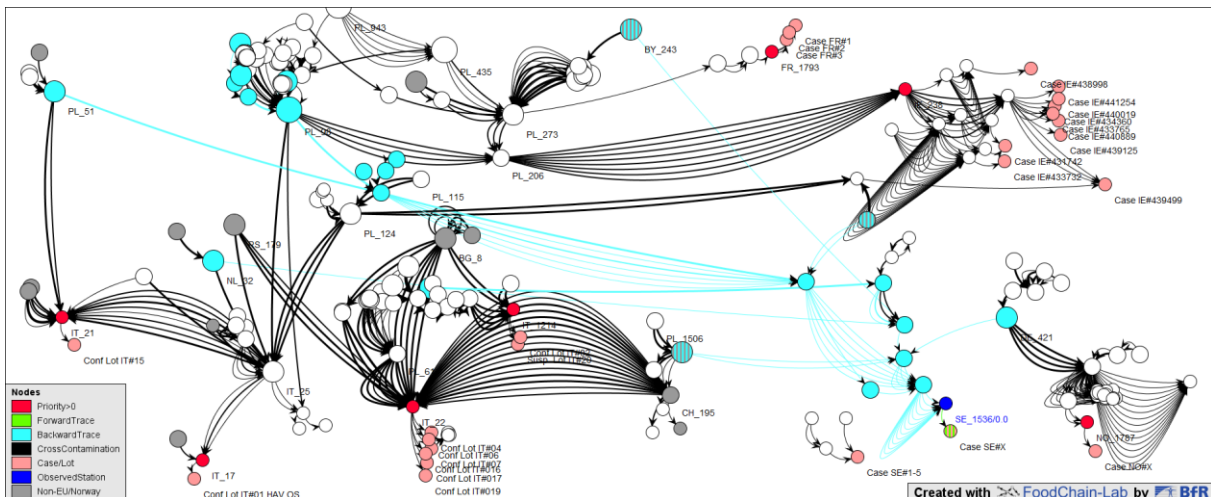 PL_943
BY_243
Case FR#1
Case FR#2
Case FR#3
PL_435
FR_1793
Case IE#438998
PL_51
IE_238
Case IE#441254
PL_95
PL_273
Case IE#440019
Case IE#434360
Case IE#433765
Case IE#440889
Case IE#439125
PL_206
Case IE#431742
Case IE#433732
PL_115
Case IE#439499
RS_179
PL_124
BG_8
NL_32
IT_21
IT_1214
PL_1506
Conf Lot IT#15
PL_61
IT_25
CH_195
IT_22
SE_1536/0.0
NO_1787
Conf Lot IT#04
Case SE#X
Conf Lot IT#06
Conf Lot IT#07
Case NO#X
Conf Lot IT#016
Case SE#1-5
IT_17
Conf Lot IT#017
Conf Lot IT#019
Conf Lot IT#01 HAV OS
Nodes
Priority>0
ForwardTrace
BackwardTrace
CrossContamination
Case/Lot
ObservedStation
Non-EU/Norway
Created with FoodChain-Lab by BfR